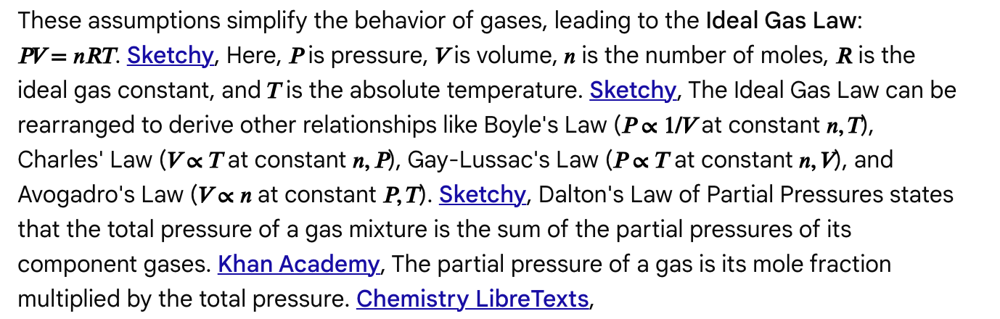 These assumptions simplify the behavior of gases, leading to the Ideal Gas Law:
PV = nRT. Sketchy, Here, P is pressure, V is volume, n is the number of moles, R is the
ideal gas constant, and T is the absolute temperature. Sketchy, The Ideal Gas Law can be
rearranged to derive other relationships like Boyle's Law (P ∝ 1/V at constant n, T),
Charles' Law (V ∝ T at constant n, P), Gay-Lussac's Law (P ∝ T at constant n, V), and
Avogadro's Law (V ∝ n at constant P, T). Sketchy, Dalton's Law of Partial Pressures states
that the total pressure of a gas mixture is the sum of the partial pressures of its
component gases. Khan Academy, The partial pressure of a gas is its mole fraction
multiplied by the total pressure. Chemistry LibreTexts,